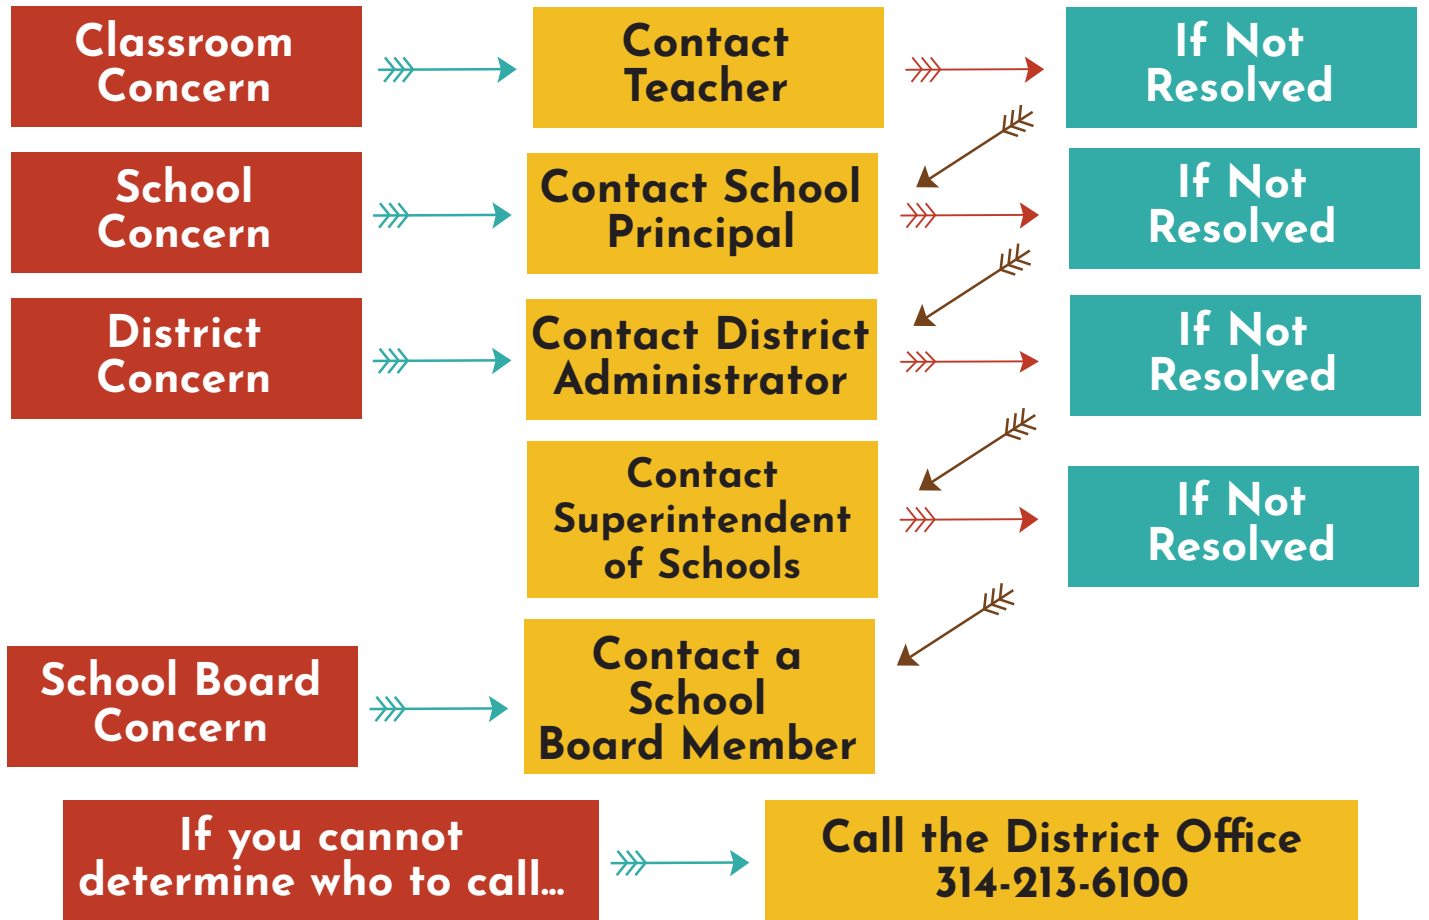 Classroom
Concern
Contact
Teacher
If Not
Resolved
School
Concern
Contact School
Principal
If Not
Resolved
District
Concern
Contact District
Administrator
If Not
Resolved
Contact
Superintendent
of Schools
If Not
Resolved
School Board
Concern
Contact a
School
Board Member
If you cannot
determine who to call...
Call the District Office
314-213-6100